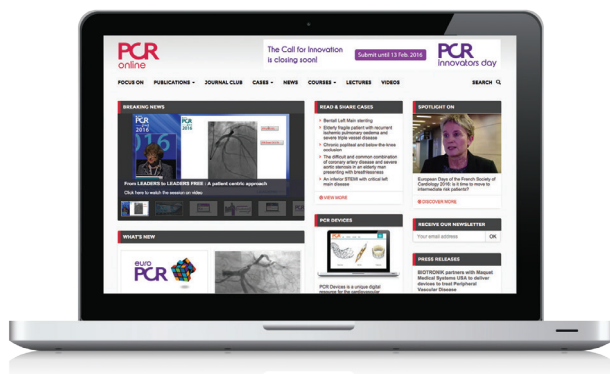 PCR
online
The Call for Innovation
is closing soon!
Submit until 13 Feb. 2016
PCR
innovators day
FOCUS ON
PUBLICATIONS
JOURNAL CLUB
CASES
NEWS
COURSES
LECTURES
VIDEOS
SEARCH
BREAKING NEWS
PCR
2016
PCR
2016
From LEADERS to LEADERS FREE : A patient centric approach
Click here to watch the session on video
READ & SHARE CASES
Bentall Left Main stenting
Elderly fragile patient with recurrent
ischemic pulmonary oedema and
severe triple vessel disease
Chronic popliteal and below-the-knee
occlusion
The difficult and common combination
of coronary artery disease and severe
aortic stenosis in an elderly man
presenting with breathlessness
An inferior STEMI with critical left
main disease
VIEW MORE
SPOTLIGHT ON
European Days of the French Society of
Cardiology 2016: is it time to move to
intermediate risk patients?
DISCOVER MORE
PCR DEVICES
PCR Devices is a unique digital
resource for the cardiovascular
RECEIVE OUR NEWSLETTER
Your email address
OK
PRESS RELEASES
BIOTRONIK partners with Maquet
Medical Systems USA to deliver
devices to treat Peripheral
Vascular Disease
WHAT'S NEW
euro
PCR